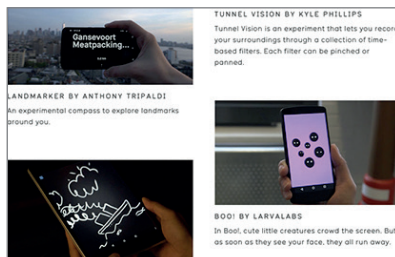 Gansevoort
Meatpacking...
LANDMARKER BY ANTHONY TRIPALDI
An experimental compass to explore landmarks
around you.
TUNNEL VISION BY KYLE PHILLIPS
Tunnel Vision is an experiment that lets you record
your surroundings through a collection of time-
based filters. Each filter can be pinched or
panned.
BOO! BY LARVALABS
In Boo!, cute little creatures crowd the screen. But
as soon as they see your face, they all run away.